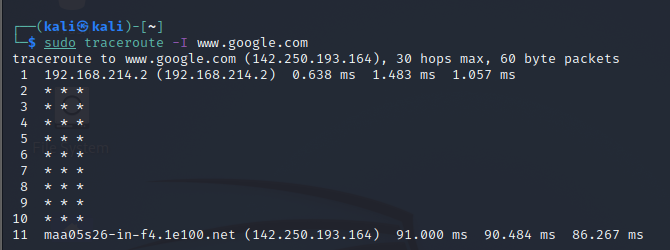 ┌──(kali㉿kali)-[~]
└─$ sudo traceroute -I www.google.com
traceroute to www.google.com (142.250.193.164), 30 hops max, 60 byte packets
 1  192.168.214.2 (192.168.214.2)  0.638 ms  1.483 ms  1.057 ms
 2  * * *
 3  * * *
 4  * * *
 5  * * *
 6  * * *
 7  * * *
 8  * * *
 9  * * *
10  * * *
11  maa05s26-in-f4.1e100.net (142.250.193.164)  91.000 ms  90.484 ms  86.267 ms